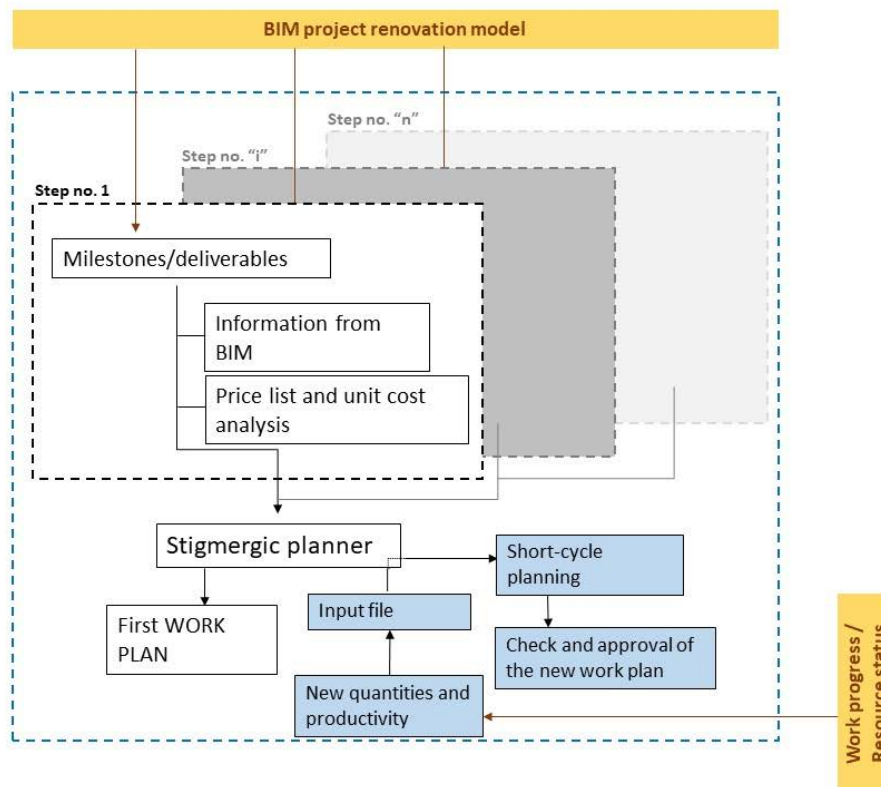 BIM project renovation model
Step no. "n"
Step no. "i"
Step no. 1
Milestones/deliverables
Information from
BIM
Price list and unit cost
analysis
Stigmergic planner
Short-cycle
planning
Input file
First WORK
PLAN
Check and approval of
the new work plan
New quantities and
productivity
Work progress /
Resource status